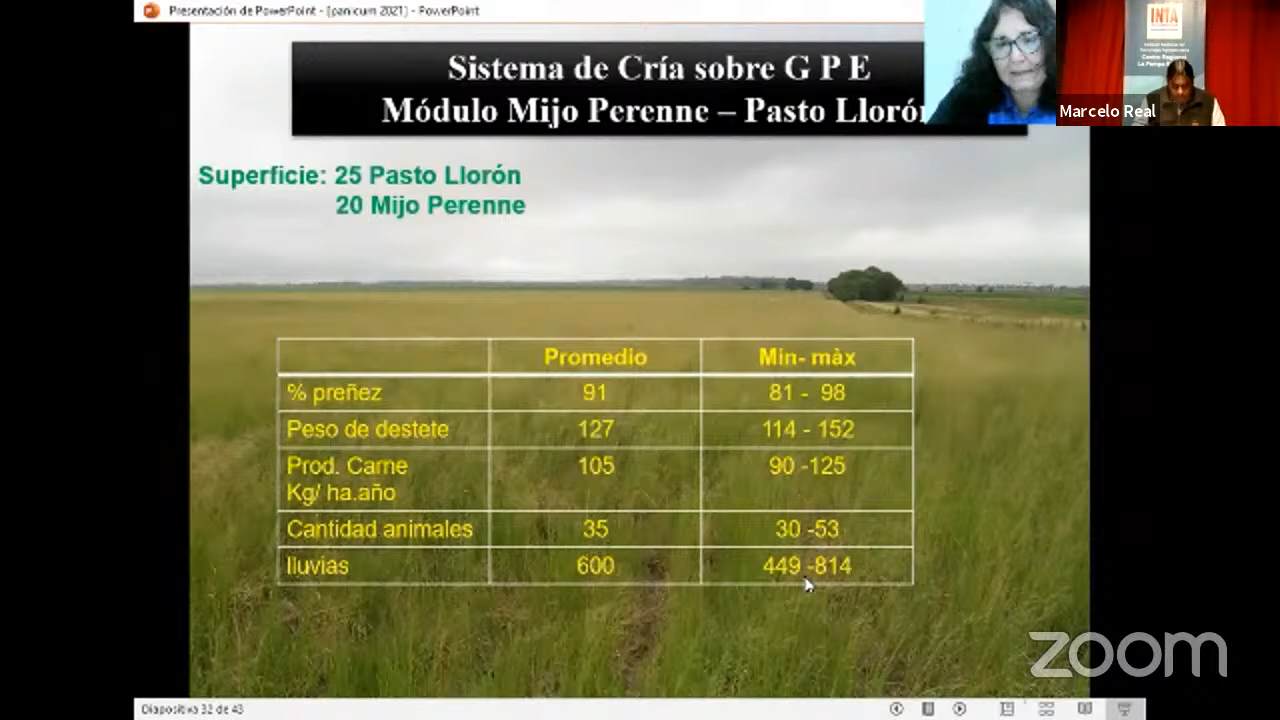 Presentación de PowerPoint - [panicum 2021] - PowerPoint
Sistema de Cría sobre G P E
Módulo Mijo Perenne – Pasto Llorón
Superficie: 25 Pasto Llorón
20 Mijo Perenne
Promedio Min- màx
% preñez 91 81 - 98
Peso de destete 127 114 - 152
Prod. Carne 105 90 -125
Kg/ ha.año
Cantidad animales 35 30 -53
lluvias 600 449 -814
INTA
Centro Regional
Marcelo Real
zoom
Diapositiva 32 de 43